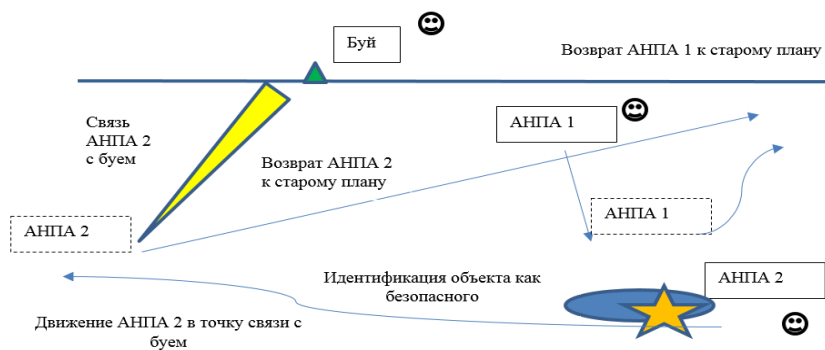 Буй
Возврат АНПА 1 к старому плану
Связь
АНПА 2
с буем
АНПА 1
Возврат АНПА 2
к старому плану
АНПА 1
АНПА 2
Идентификация объекта как
безопасного
АНПА 2
Движение АНПА 2 в точку связи с
буем